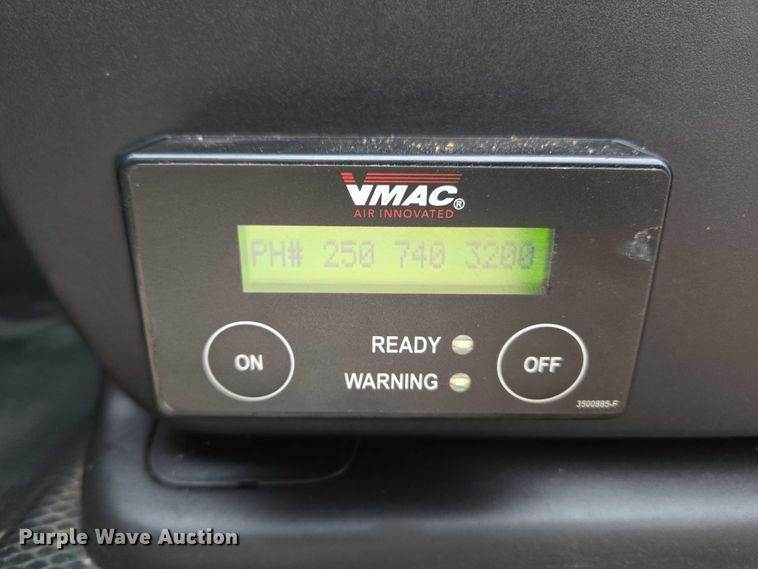 VMAC®
AIR INNOVATED
PH# 250 740 3200
ON
READY
OFF
WARNING
3500885-F
Purple Wave Auction